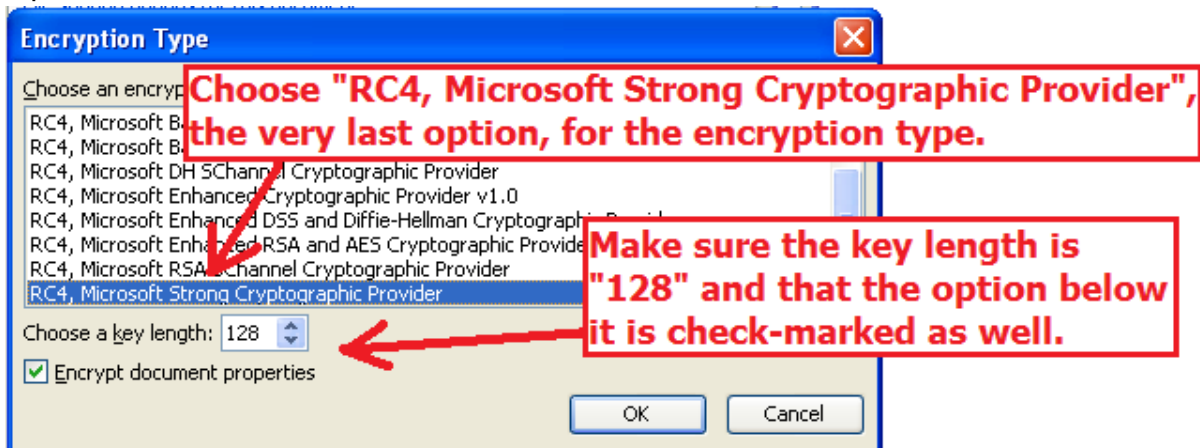 Encryption Type
Choose an encryp
Choose "RC4, Microsoft Strong Cryptographic Provider",
the very last option, for the encryption type.
RC4, Microsoft B
RC4, Microsoft B
RC4, Microsoft DH SChannel Cryptographic Provider
RC4, Microsoft Enhanced Cryptographic Provider v1.0
RC4, Microsoft Enhanced DSS and Diffie-Hellman Cryptographic
RC4, Microsoft Enhanced RSA and AES Cryptographic Provide
RC4, Microsoft RSA SChannel Cryptographic Provider
RC4, Microsoft Strong Cryptographic Provider
Make sure the key length is
"128" and that the option below
it is check-marked as well.
Choose a key length: 128
Encrypt document properties
OK Cancel